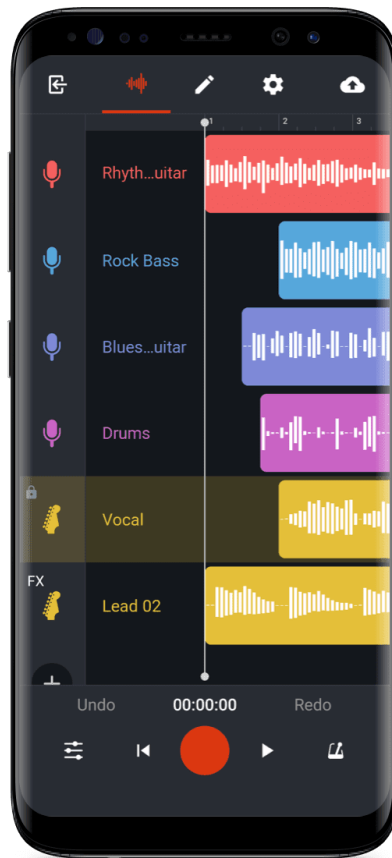 1 2 3
Rhyth...uitar
Rock Bass
Blues...uitar
Drums
Vocal
FX
Lead 02
Undo 00:00:00 Redo